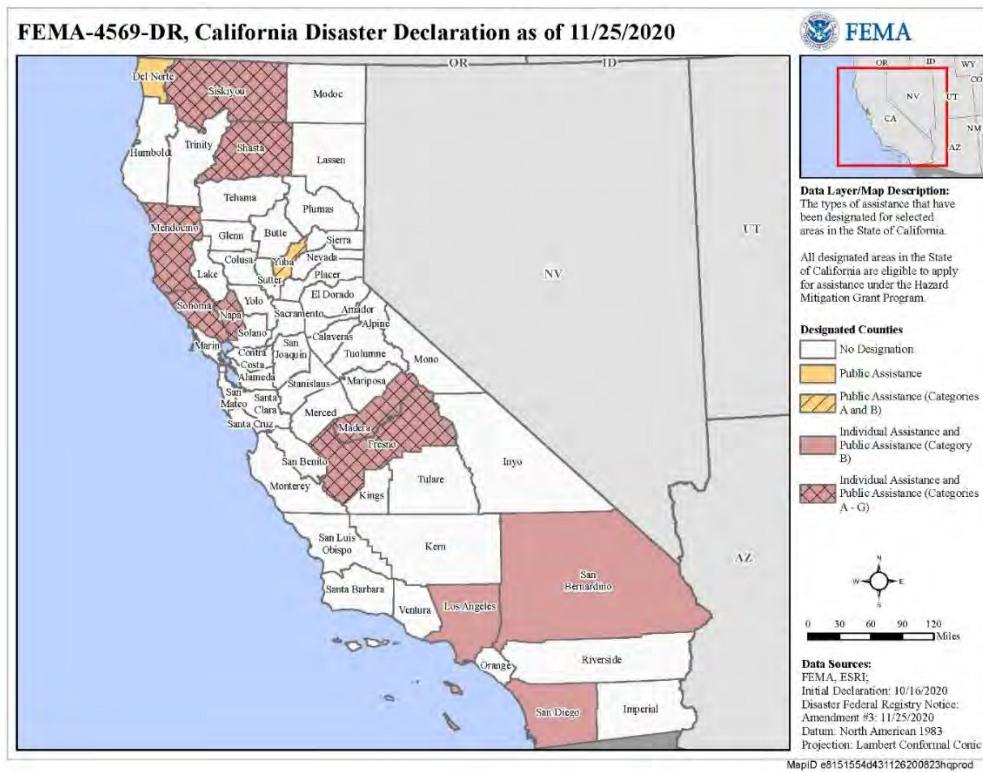 FEMA-4569-DR, California Disaster Declaration as of 11/25/2020
FEMA
OR
ID
Del Norte
Siskiyou
Modoc
Humboldt
Trinity
Shasta
Lassen
Tehama
Plumas
Mendocino
Glenn
Butte
Sierra
Colusa
Yuba
Nevada
Lake
Sutter
Placer
Sonoma
Napa
Yolo
El Dorado
Sacramento
Amador
Alpine
Solano
Marin
Contra
Costa
San
Joaquin
Calaveras
Tuolumne
Mono
Alameda
San
Mateo
Santa
Clara
Stanislaus
Mariposa
Santa Cruz
Merced
Madera
Fresno
San Benito
Monterey
Kings
Tulare
Inyo
San Luis
Obispo
Kern
Santa Barbara
Ventura
Los Angeles
San
Bernardino
Orange
Riverside
San Diego
Imperial
NV
UT
AZ
OR
ID
WY
NV
UT
CO
CA
AZ
NM
Data Layer/Map Description:
The types of assistance that have
been designated for selected
areas in the State of California.
All designated areas in the State
of California are eligible to apply
for assistance under the Hazard
Mitigation Grant Program.
Designated Counties
No Designation
Public Assistance
Public Assistance (Categories
A and B)
Individual Assistance and
Public Assistance (Category
B)
Individual Assistance and
Public Assistance (Categories
A - G)
N
W
E
S
0 30 60 90 120
Miles
Data Sources:
FEMA, ESRI;
Initial Declaration: 10/16/2020
Disaster Federal Registry Notice:
Amendment #3: 11/25/2020
Datum: North American 1983
Projection: Lambert Conformal Conic
MapID e8151554d431126200823hqprod